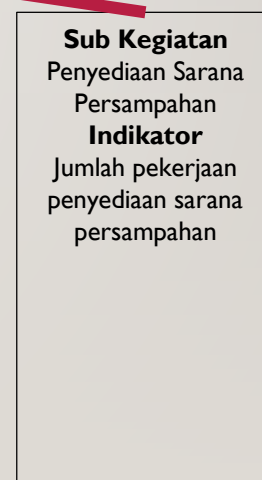 Sub Kegiatan
Penyediaan Sarana
Persampahan
Indikator
Jumlah pekerjaan
penyediaan sarana
persampahan